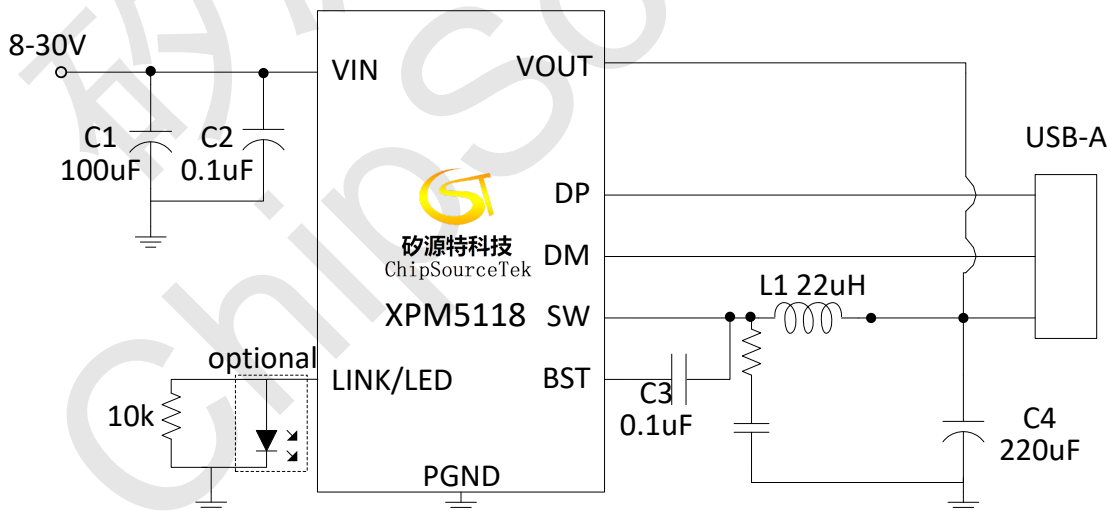 8-30V
VIN
VOUT
C1
100uF
C2
0.1uF
USB-A
DP
矽源特科技
ChipSourceTek
DM
L1 22uH
XPM5118
SW
optional
LINK/LED
BST
C3
0.1uF
10k
C4
220uF
PGND
ChipSo